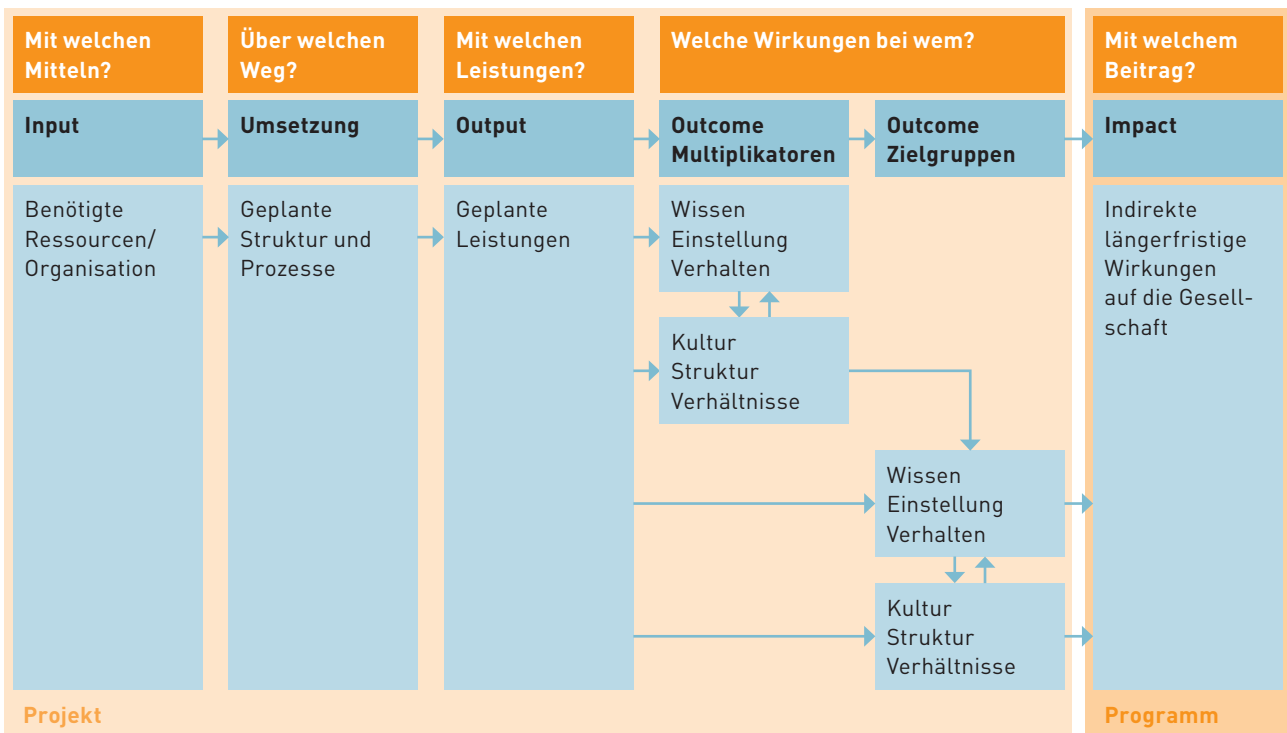 Mit welchen
Mitteln?
Über welchen
Weg?
Mit welchen
Leistungen?
Welche Wirkungen bei wem?
Mit welchem
Beitrag?
Input
Umsetzung
Output
Outcome
Multiplikatoren
Outcome
Zielgruppen
Impact
Benötigte
Ressourcen/
Organisation
Geplante
Struktur und
Prozesse
Geplante
Leistungen
Wissen
Einstellung
Verhalten
Kultur
Struktur
Verhältnisse
Wissen
Einstellung
Verhalten
Kultur
Struktur
Verhältnisse
Indirekte
längerfristige
Wirkungen
auf die Gesell-
schaft
Projekt
Programm